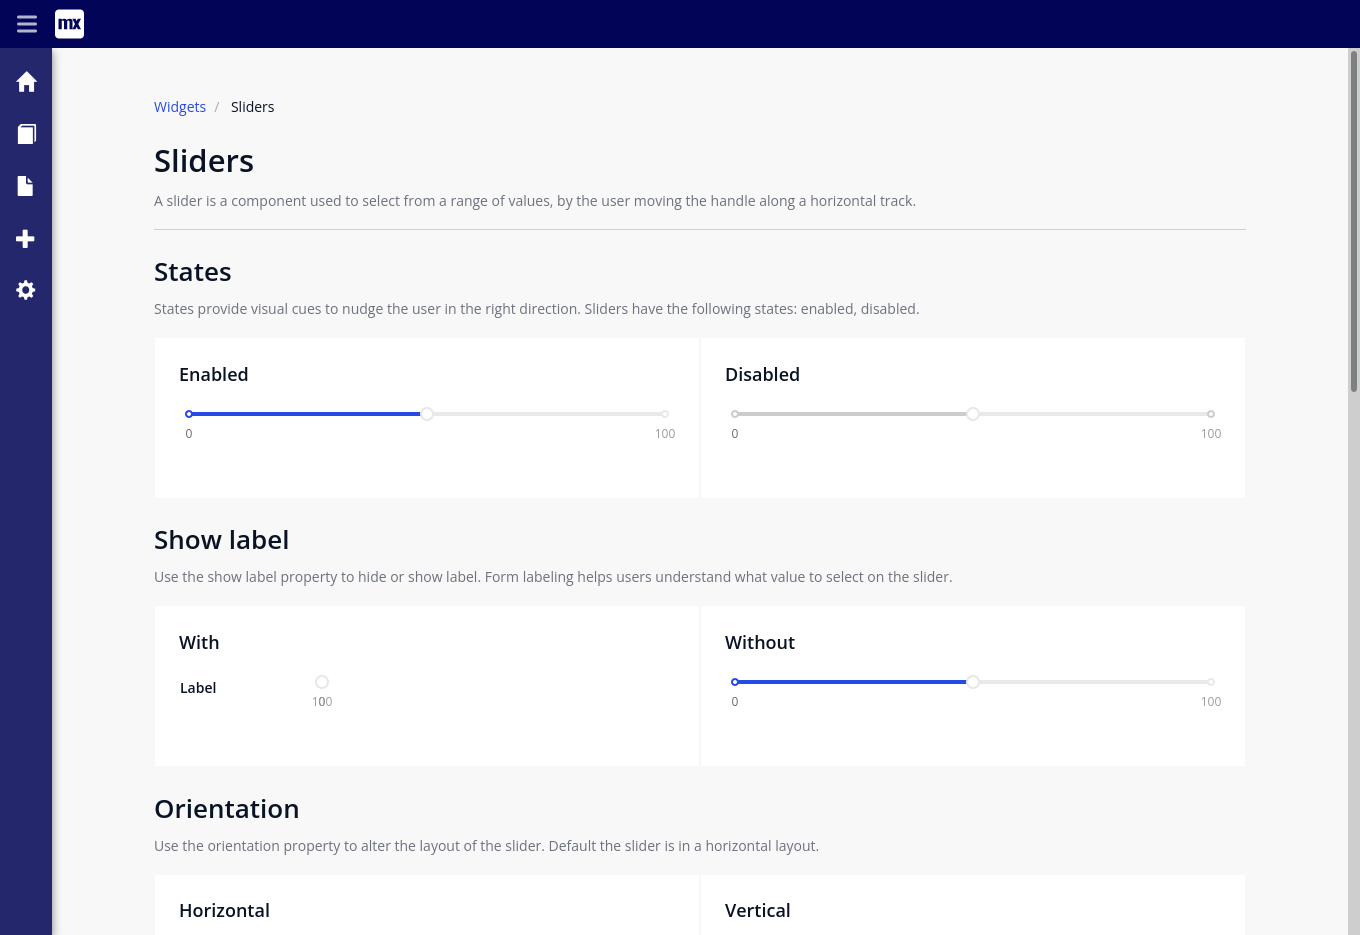 mx
Widgets / Sliders
Sliders
A slider is a component used to select from a range of values, by the user moving the handle along a horizontal track.
States
States provide visual cues to nudge the user in the right direction. Sliders have the following states: enabled, disabled.
Enabled
0 100
Disabled
0 100
Show label
Use the show label property to hide or show label. Form labeling helps users understand what value to select on the slider.
With
Label
100
Without
0 100
Orientation
Use the orientation property to alter the layout of the slider. Default the slider is in a horizontal layout.
Horizontal
Vertical